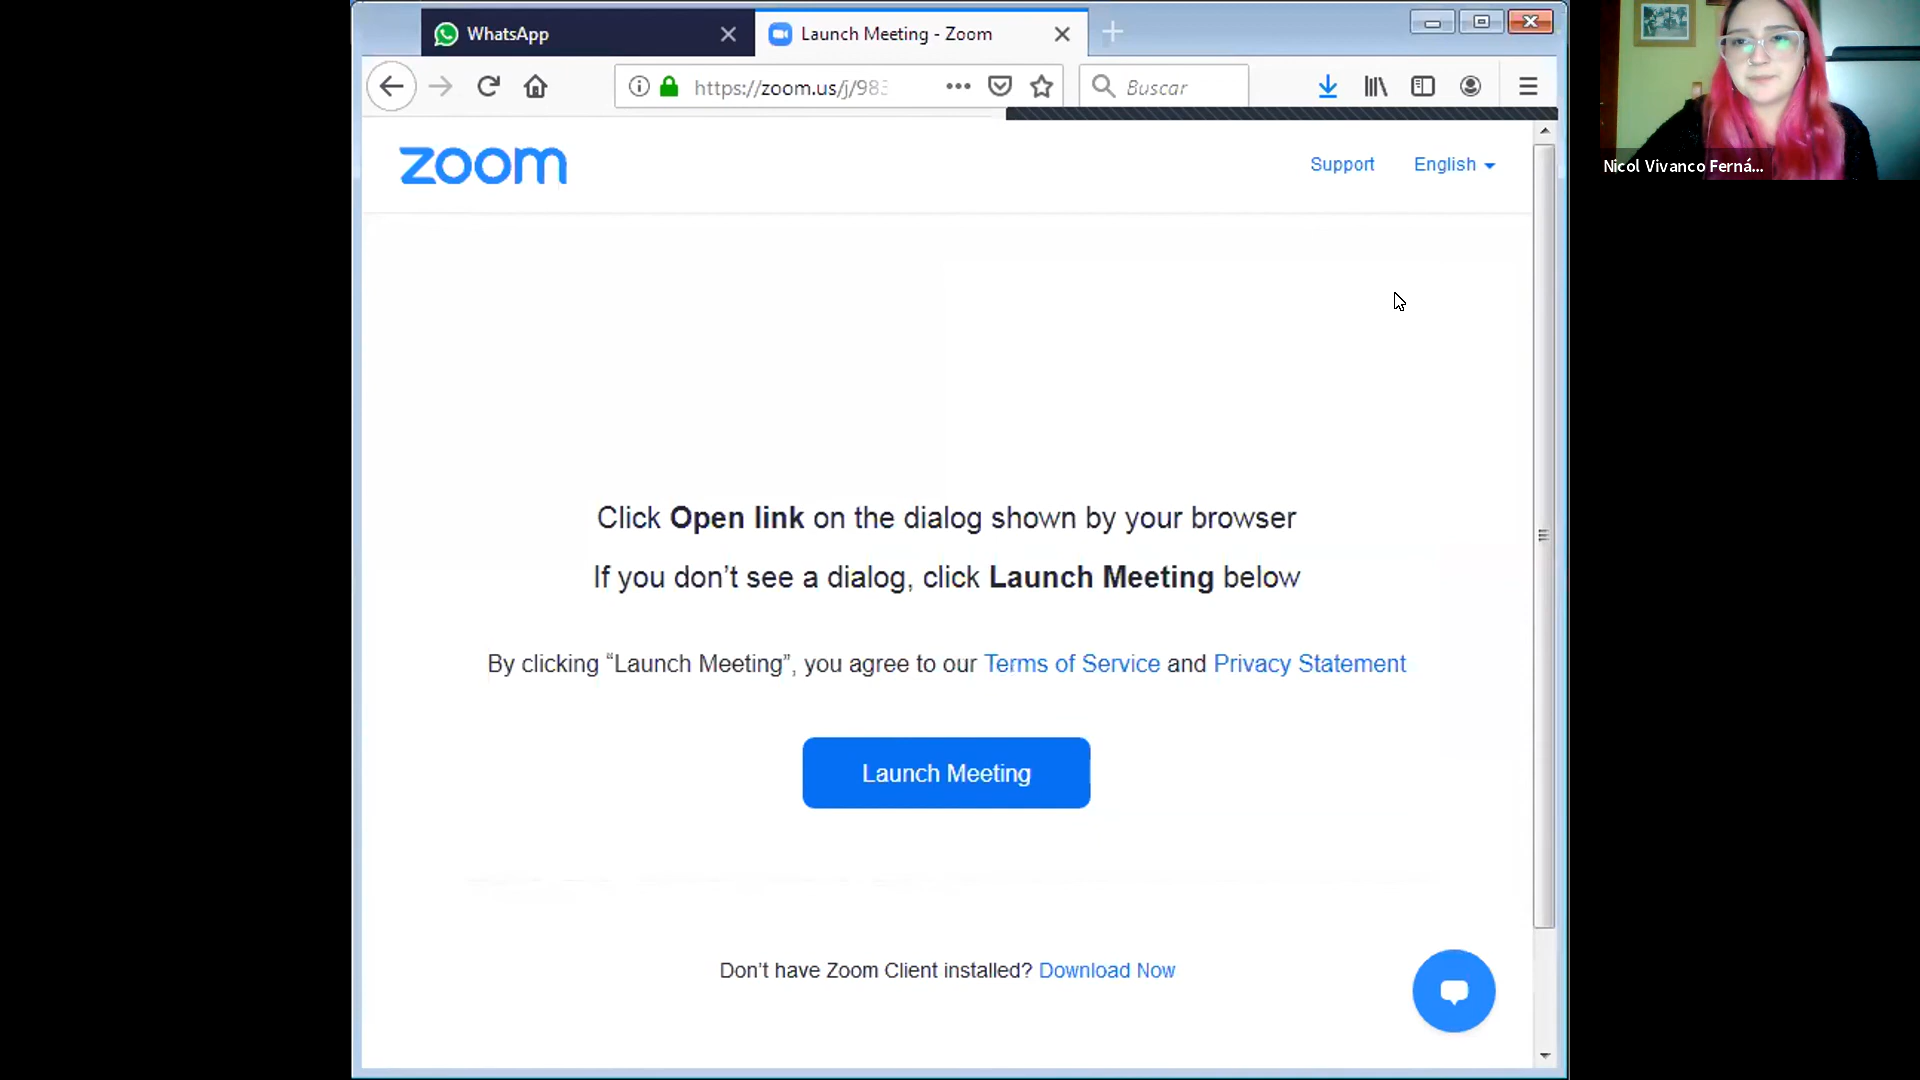 WhatsApp
Launch Meeting - Zoom
https://zoom.us/j/983
Buscar
zoom
Support
English
Click Open link on the dialog shown by your browser
If you don’t see a dialog, click Launch Meeting below
By clicking “Launch Meeting”, you agree to our Terms of Service and Privacy Statement
Launch Meeting
Don’t have Zoom Client installed? Download Now
Nicol Vivanco Ferná...